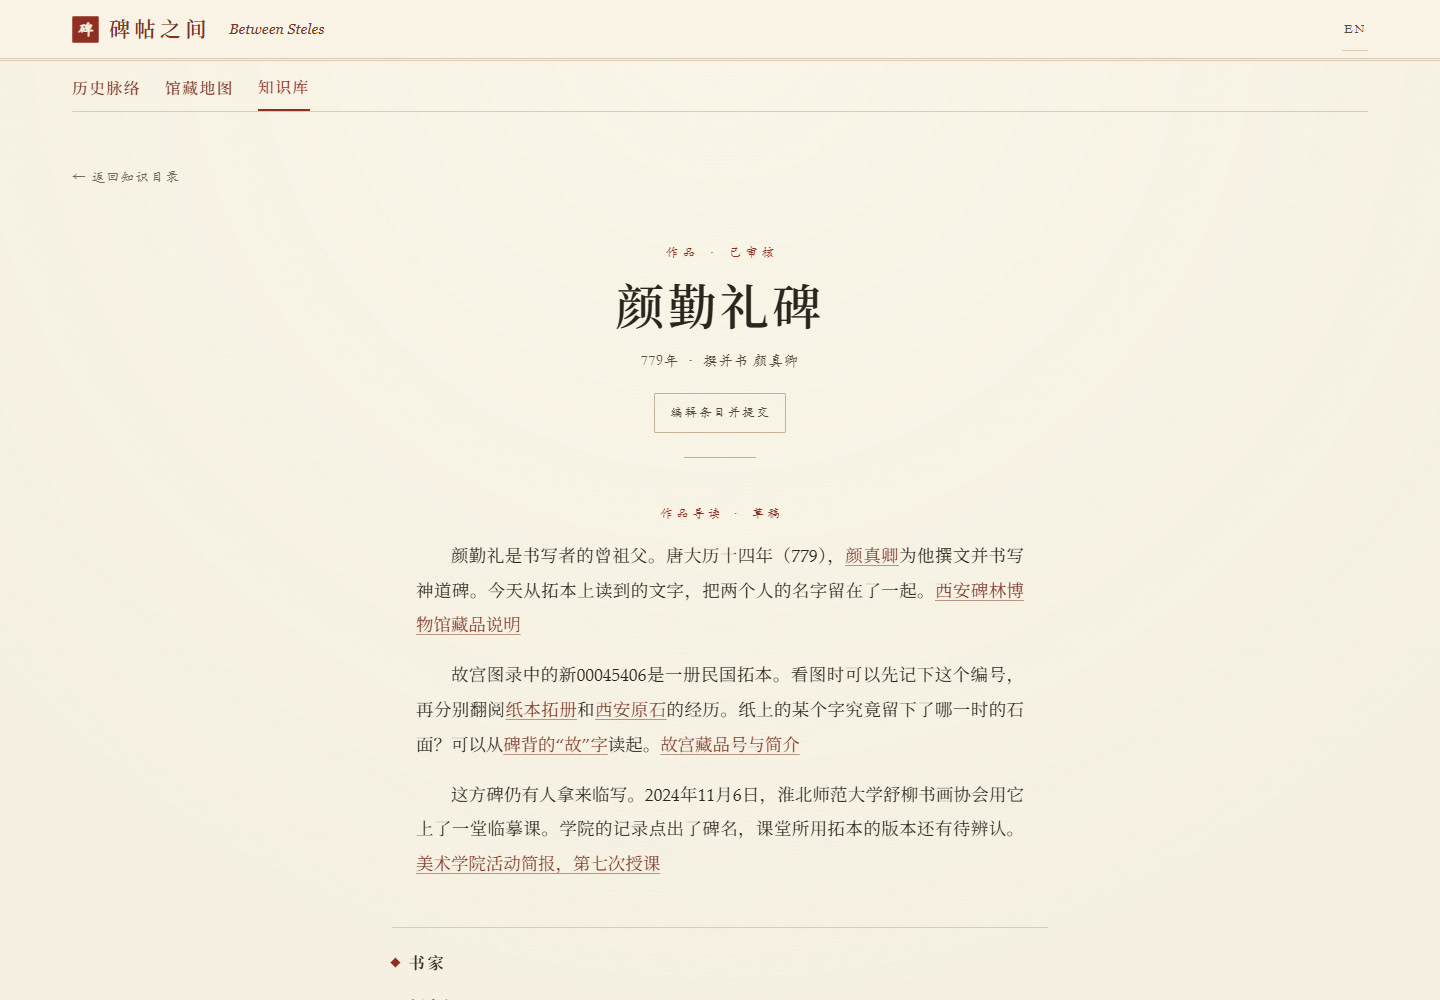 碑 碑帖之间 Between Steles EN
历史脉络 馆藏地图 知识库
← 返回知识目录
作品 · 已审核
颜勤礼碑
779年 · 撰并书 颜真卿
编辑条目并提交
作品导读 · 草稿
颜勤礼是书写者的曾祖父。唐大历十四年（779），颜真卿为他撰文并书写
神道碑。今天从拓本上读到的文字，把两个人的名字留在了一起。西安碑林博
物馆藏品说明
故宫图录中的新00045406是一册民国拓本。看图时可以先记下这个编号，
再分别翻阅纸本拓册和西安原石的经历。纸上的某个字究竟留下了哪一时的石
面？可以从碑背的“故”字读起。故宫藏品号与简介
这方碑仍有人拿来临写。2024年11月6日，淮北师范大学舒柳书画协会用它
上了一堂临摹课。学院的记录点出了碑名，课堂所用拓本的版本还有待辨认。
美术学院活动简报，第七次授课
书家